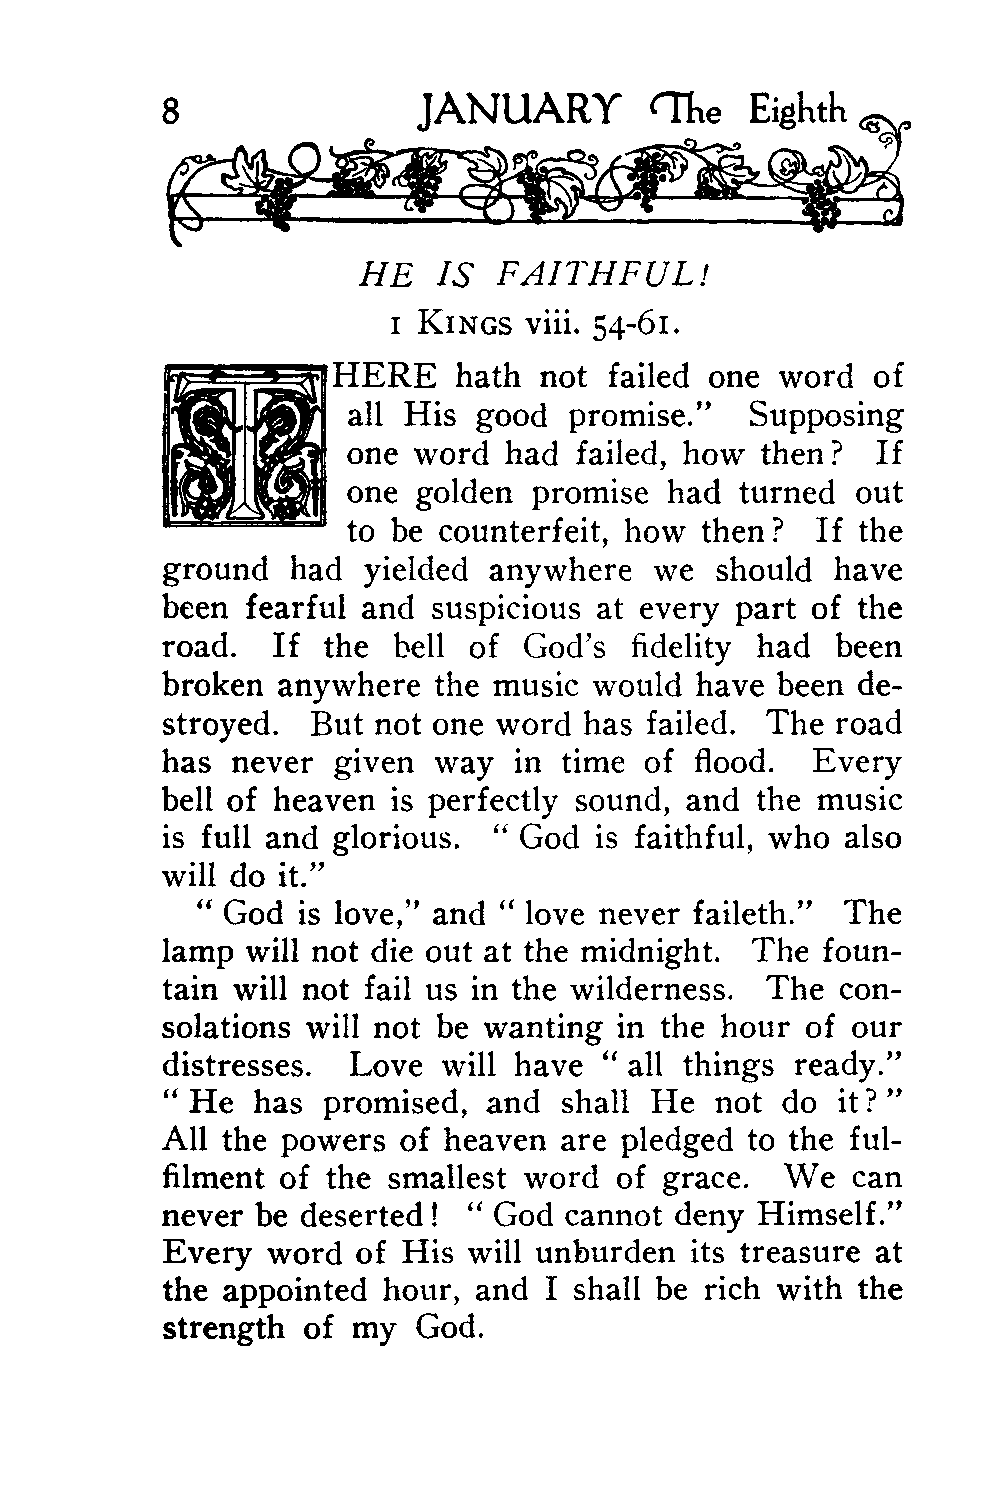 8 JANUARY The Eighth
HE IS FAITHFUL!
1 KINGS viii. 54-61.
THERE hath not failed one word of
all His good promise.” Supposing
one word had failed, how then? If
one golden promise had turned out
to be counterfeit, how then? If the
ground had yielded anywhere we should have
been fearful and suspicious at every part of the
road. If the bell of God’s fidelity had been
broken anywhere the music would have been de-
stroyed. But not one word has failed. The road
has never given way in time of flood. Every
bell of heaven is perfectly sound, and the music
is full and glorious. “ God is faithful, who also
will do it.”
“ God is love,” and “ love never faileth.” The
lamp will not die out at the midnight. The foun-
tain will not fail us in the wilderness. The con-
solations will not be wanting in the hour of our
distresses. Love will have “ all things ready.”
“ He has promised, and shall He not do it? ”
All the powers of heaven are pledged to the ful-
filment of the smallest word of grace. We can
never be deserted! “ God cannot deny Himself.”
Every word of His will unburden its treasure at
the appointed hour, and I shall be rich with the
strength of my God.